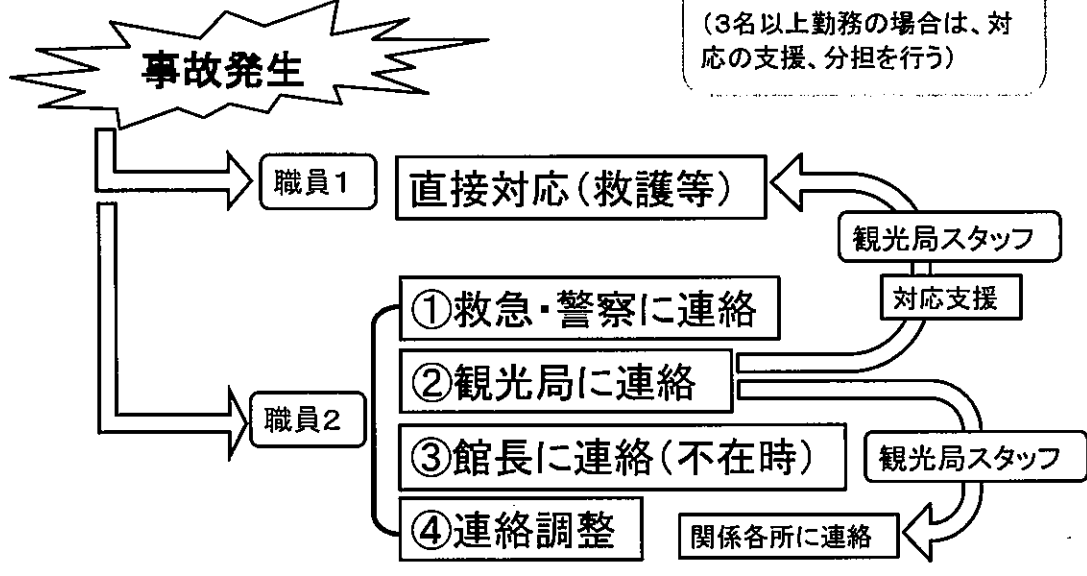 (3名以上勤務の場合は、対
応の支援、分担を行う)
事故発生
職員1
直接対応(救護等)
観光局スタッフ
対応支援
①救急・警察に連絡
②観光局に連絡
職員2
③館長に連絡(不在時)
観光局スタッフ
④連絡調整
関係各所に連絡